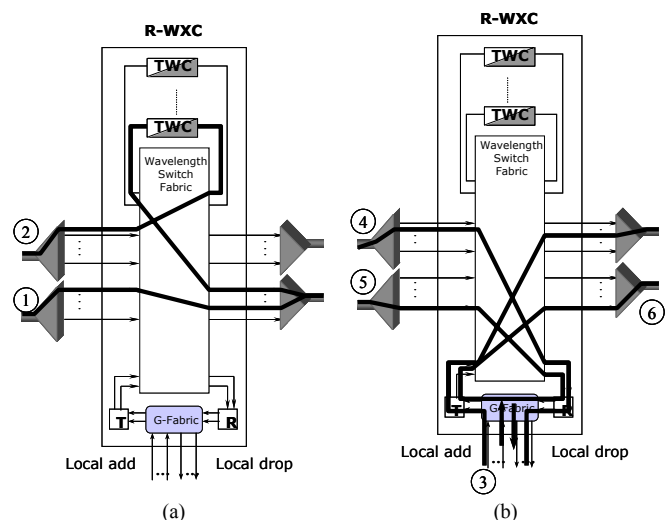 R-WXC
TWC
TWC
Wavelength
Switch
Fabric
2
1
T
G-Fabric
R
Local add
Local drop
(a)
R-WXC
TWC
TWC
Wavelength
Switch
Fabric
4
5
6
T
G-Fabric
R
Local add
Local drop
3
(b)